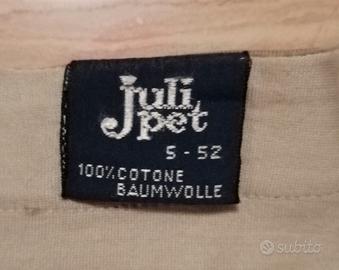 Juli
pet
5 - 52
100% COTONE
BAUMWOLLE
subito